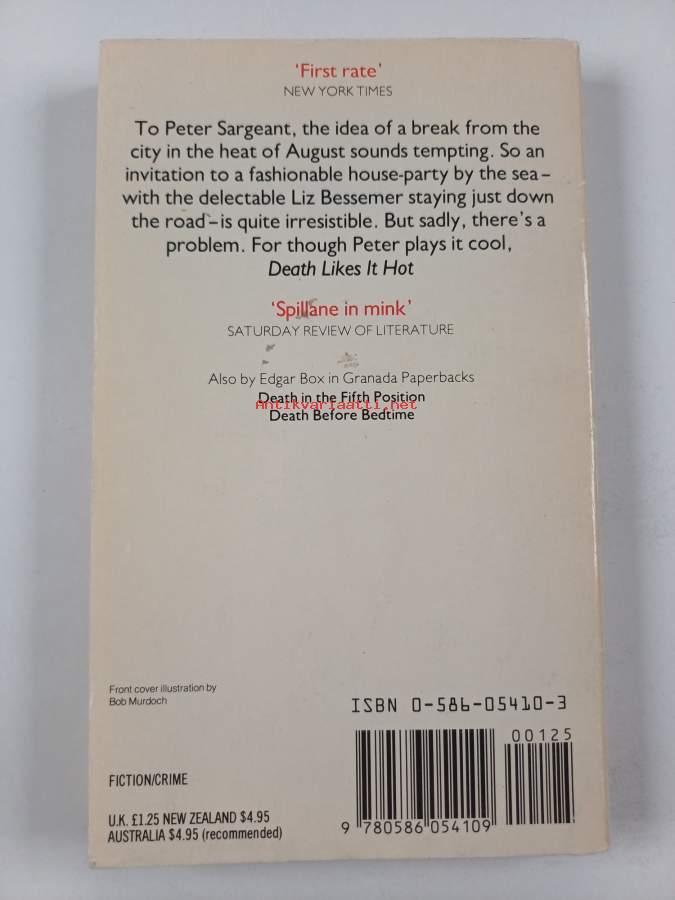 ‘First rate’
NEW YORK TIMES
To Peter Sargeant, the idea of a break from the
city in the heat of August sounds tempting. So an
invitation to a fashionable house-party by the sea –
with the delectable Liz Bessemer staying just down
the road – is quite irresistible. But sadly, there's a
problem. For though Peter plays it cool,
Death Likes It Hot
‘Spillane in mink’
SATURDAY REVIEW OF LITERATURE
Also by Edgar Box in Granada Paperbacks
Death in the Fifth Position
Antikvariaatti.net
Death Before Bedtime
Front cover illustration by
Bob Murdoch
ISBN 0-586-05410-3
00125
FICTION/CRIME
U.K. £1.25 NEW ZEALAND $4.95
AUSTRALIA $4.95 (recommended)
9 780586 054109